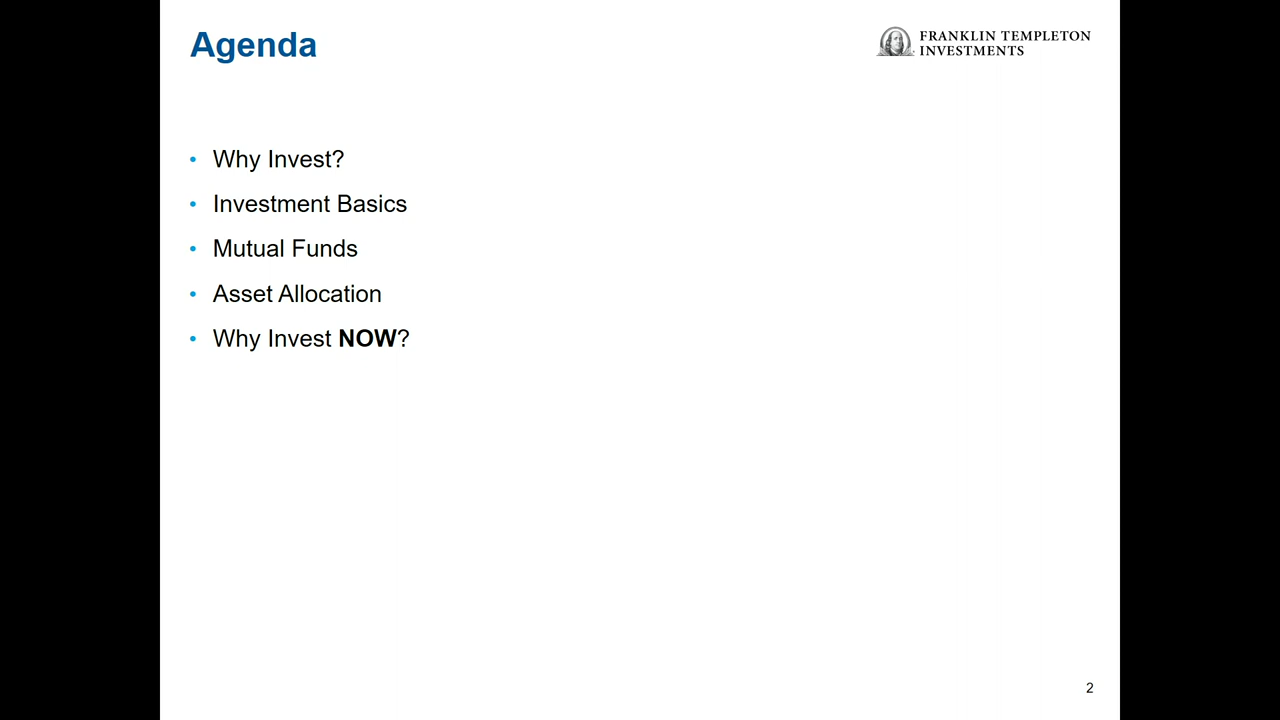 Agenda
FRANKLIN TEMPLETON
INVESTMENTS
• Why Invest?
• Investment Basics
• Mutual Funds
• Asset Allocation
• Why Invest NOW?
2